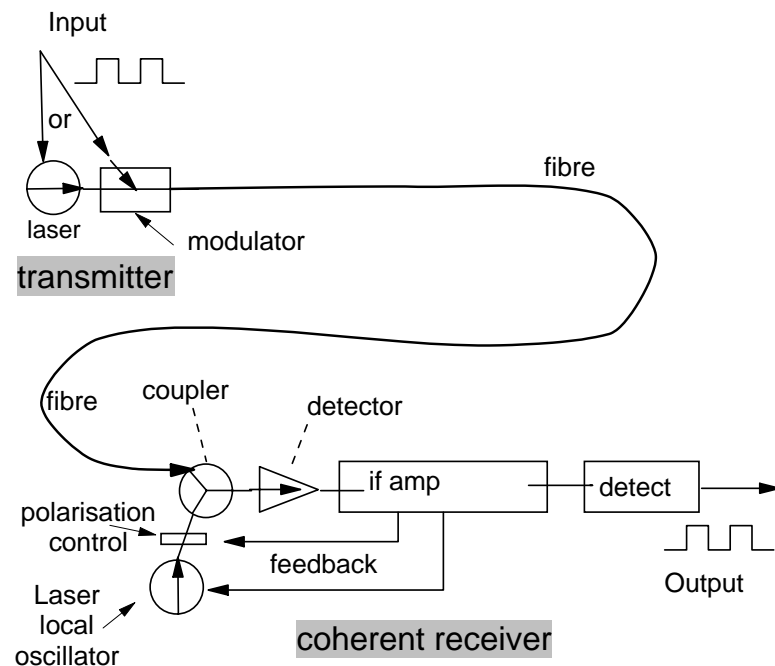 Input
or
fibre
laser
modulator
transmitter
coupler
fibre
detector
if amp
detect
polarisation
control
feedback
Laser
local
oscillator
Output
coherent receiver